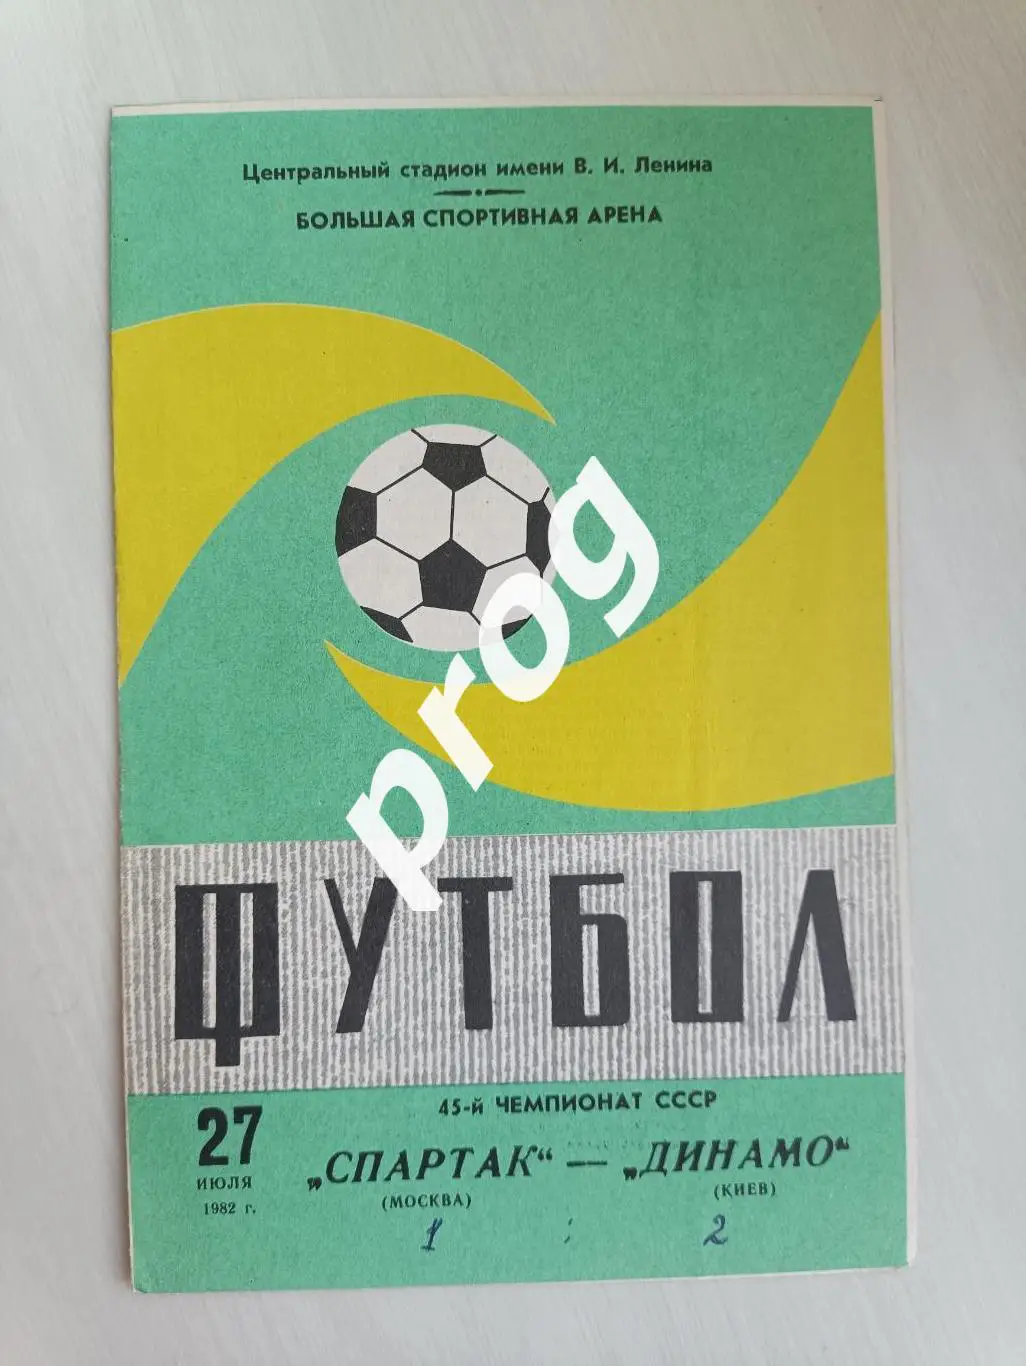 Центральный стадион имени В. И. Ленина
БОЛЬШАЯ СПОРТИВНАЯ АРЕНА
prog
ФУТБОЛ
45-й ЧЕМПИОНАТ СССР
27
ИЮЛЯ
1982 г.
„СПАРТАК“ — „ДИНАМО“
(МОСКВА) (КИЕВ)
1 : 2